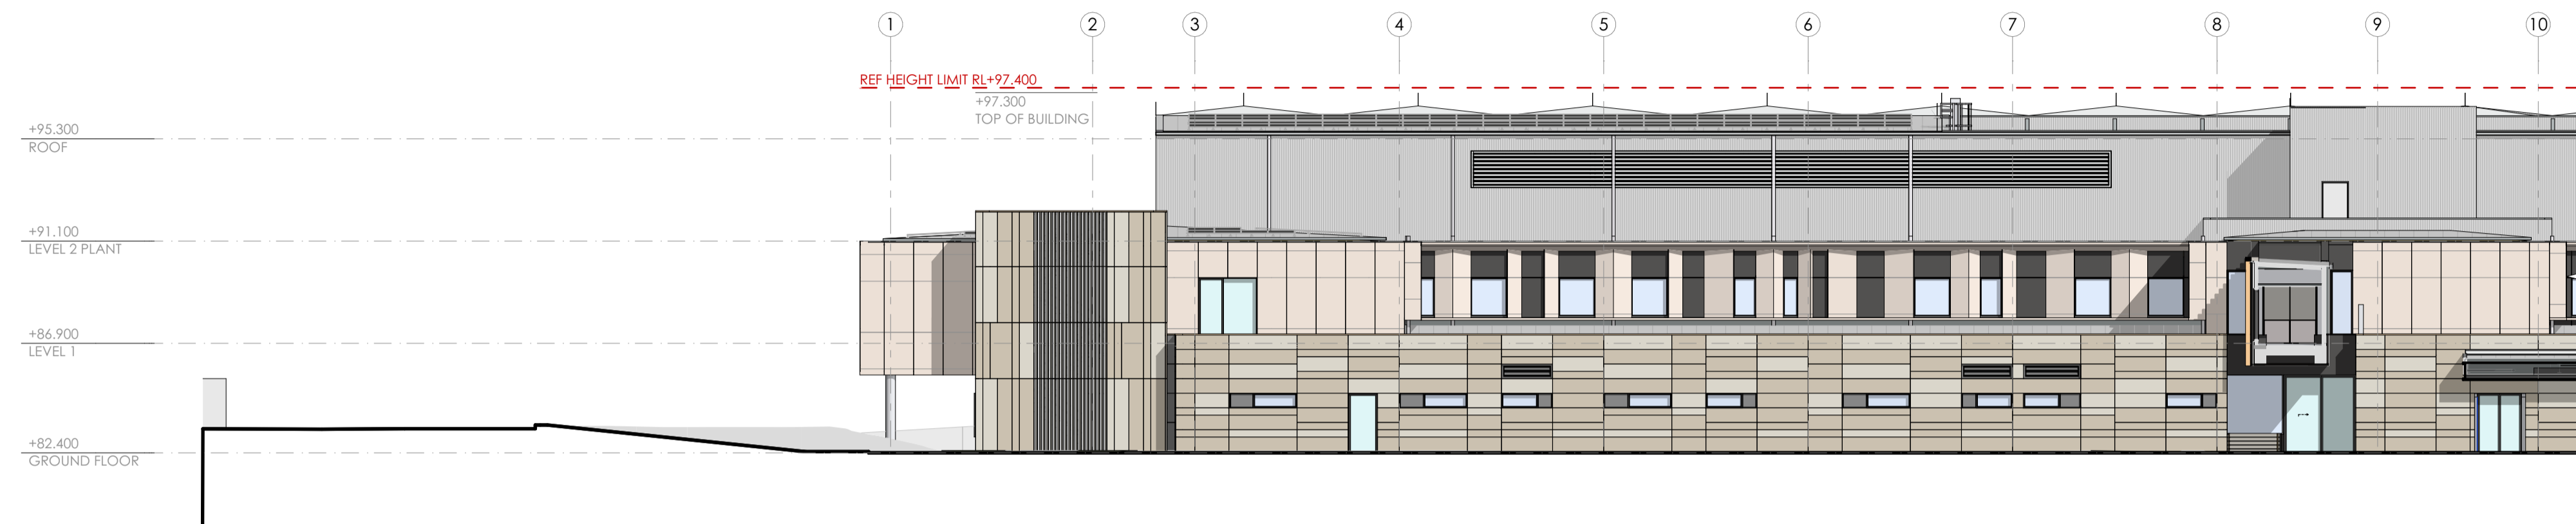 1 2 3 4 5 6 7 8 9 10
REF HEIGHT LIMIT RL+97.400
+97.300
TOP OF BUILDING
+95.300
ROOF
+91.100
LEVEL 2 PLANT
+86.900
LEVEL 1
+82.400
GROUND FLOOR